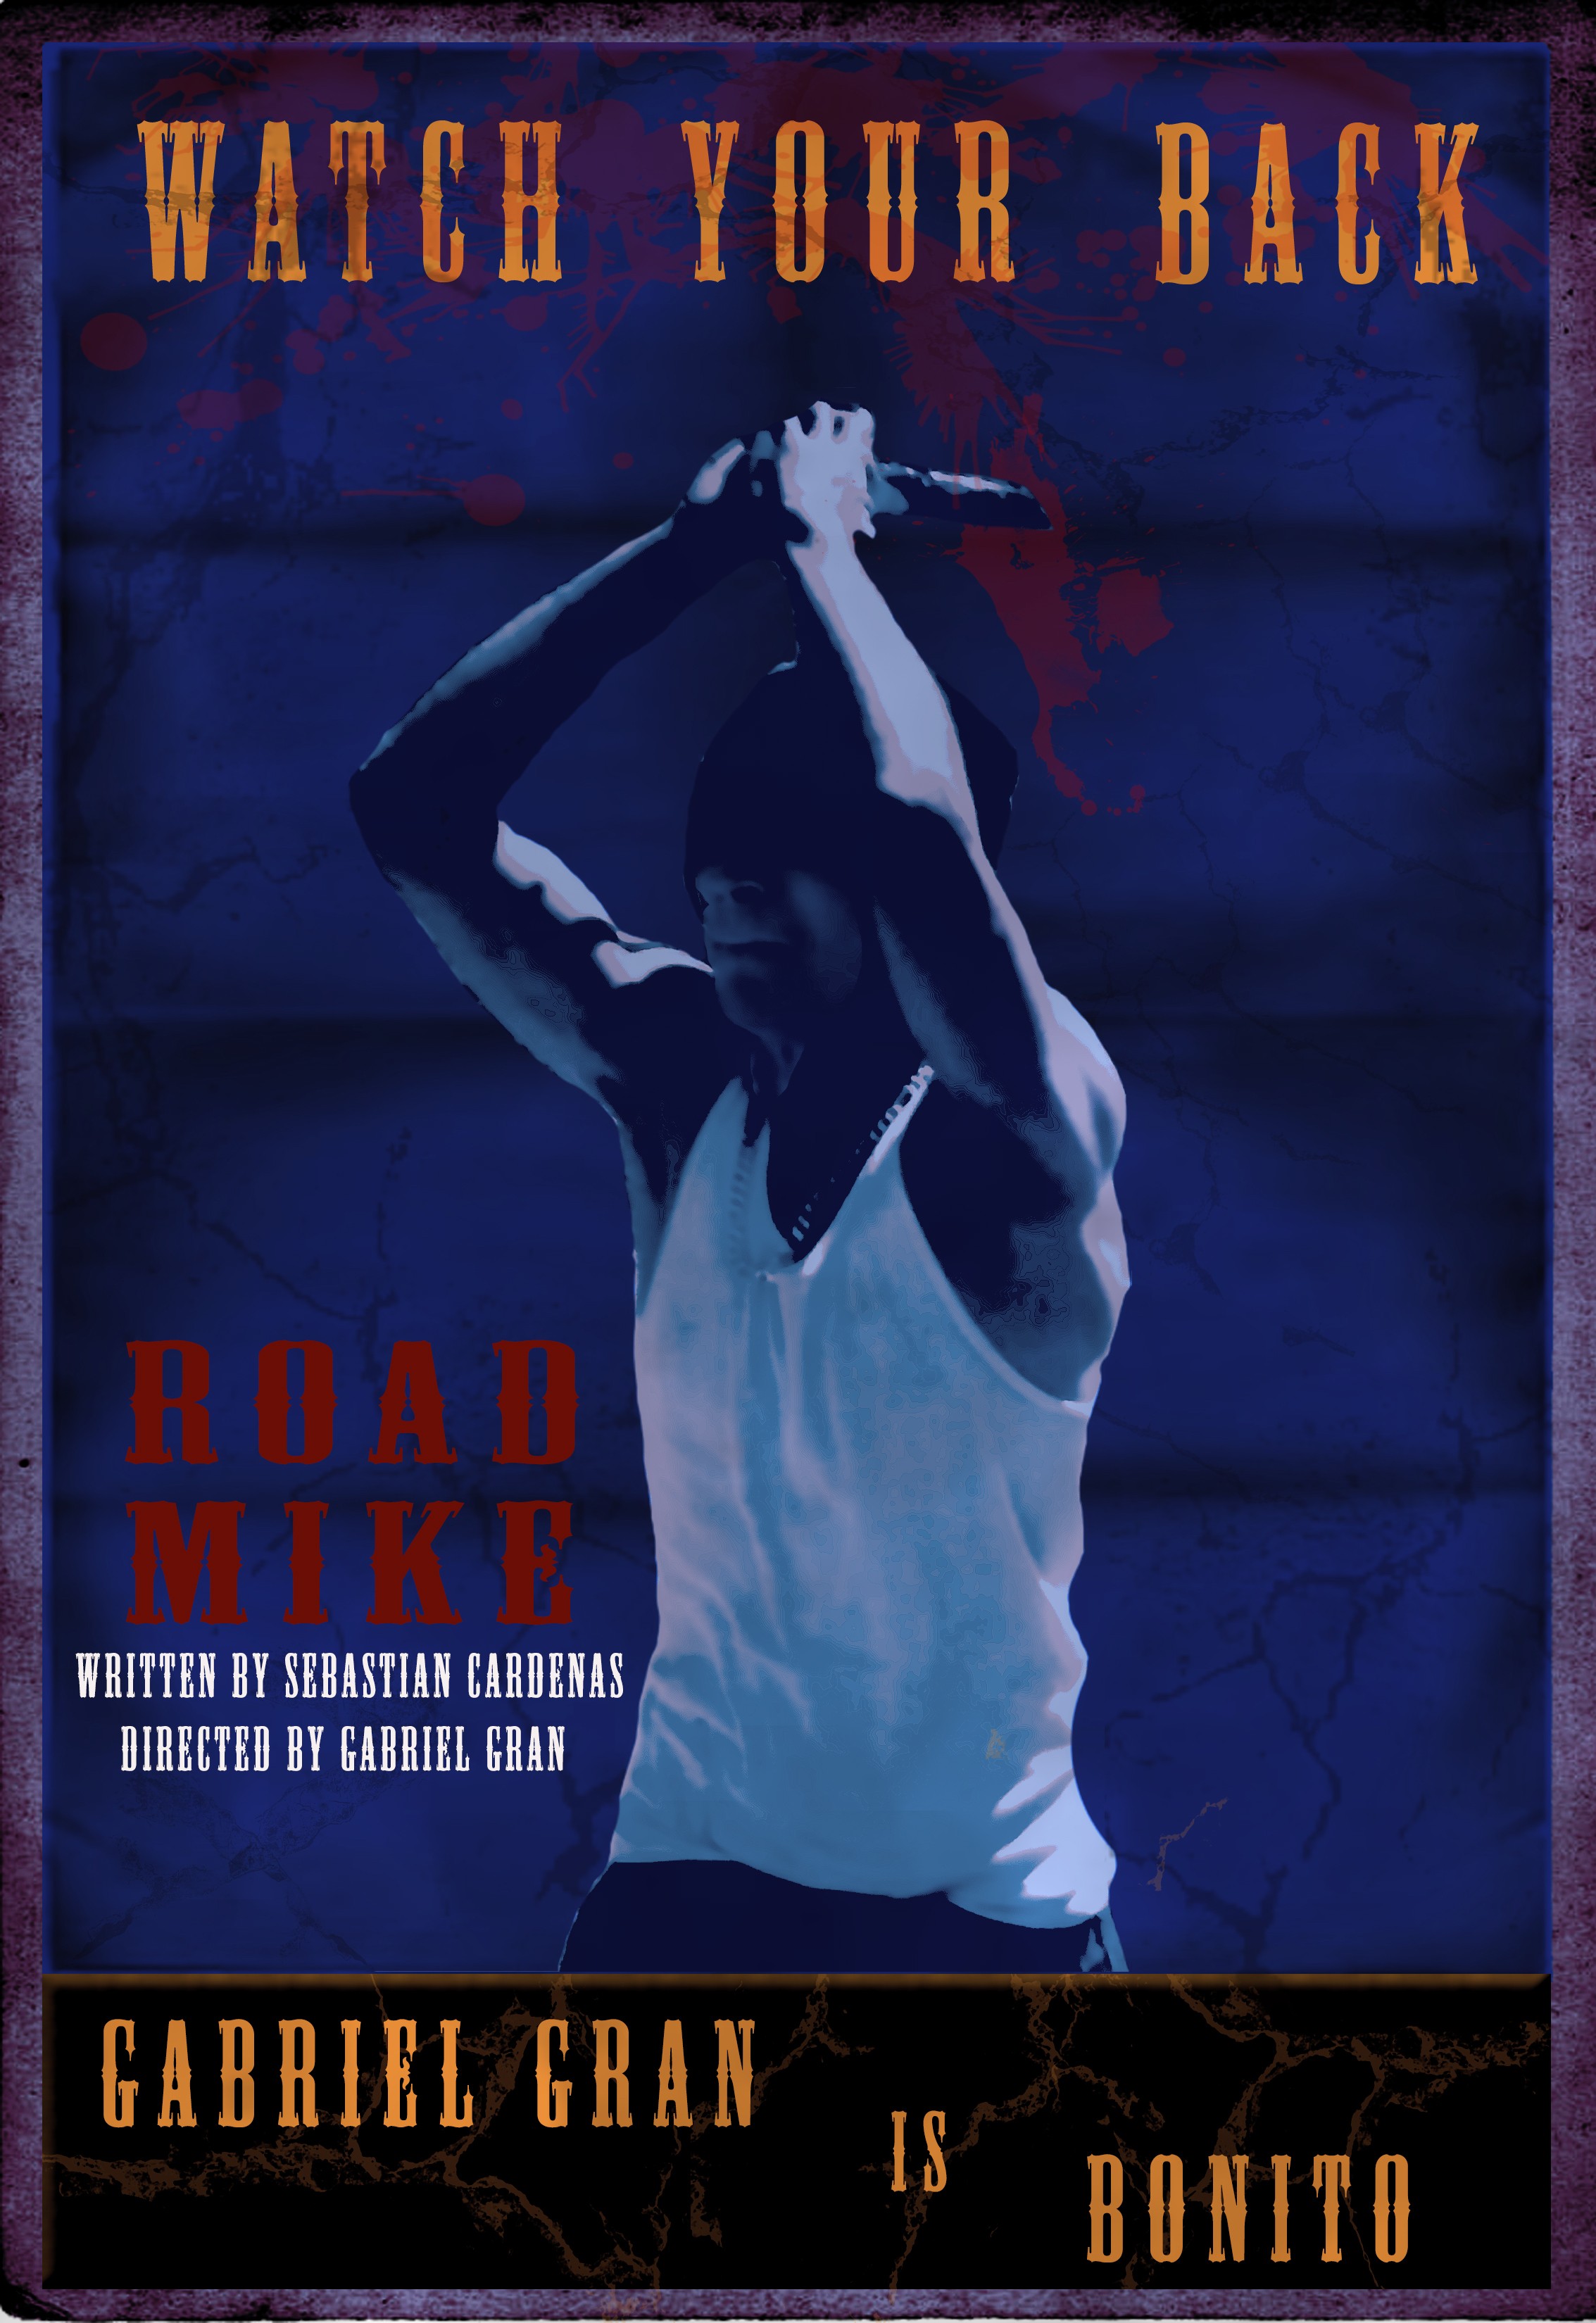 WATCH YOUR BACK
ROAD
MIKE
WRITTEN BY SEBASTIAN CARDENAS
DIRECTED BY GABRIEL GRAN
GABRIEL GRAN
IS
BONITO